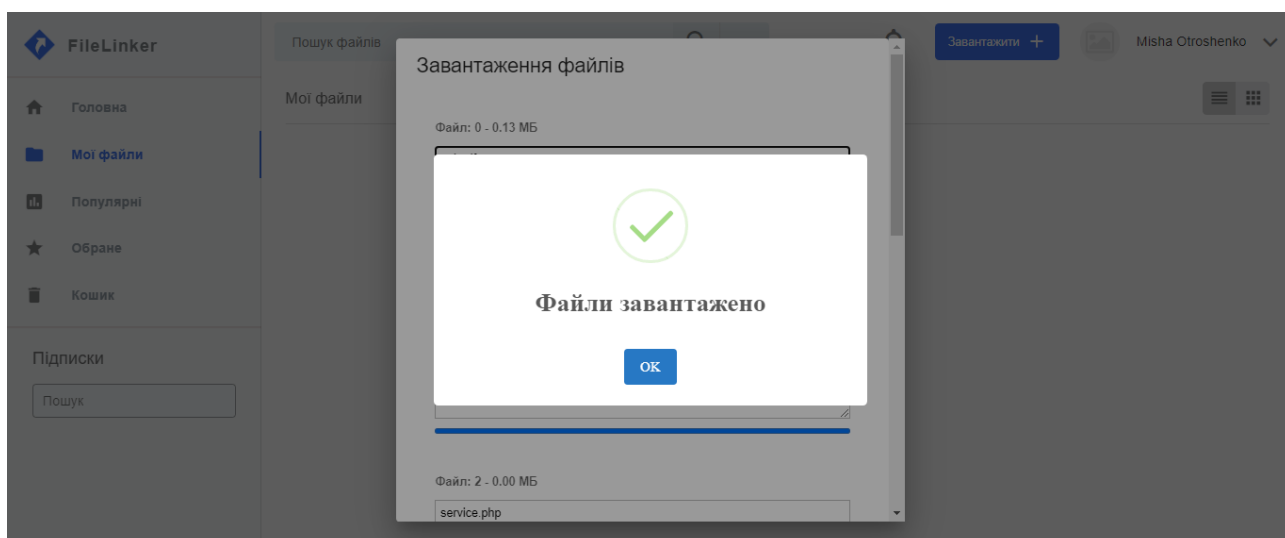 FileLinker
Пошук файлів
Завантажити
Misha Otroshenko
Головна
Мої файли
Популярні
Обране
Кошик
Підписки
Пошук
Мої файли
Завантаження файлів
Файл: 0 - 0.13 МБ
Файли завантажено
OK
Файл: 2 - 0.00 МБ
service.php